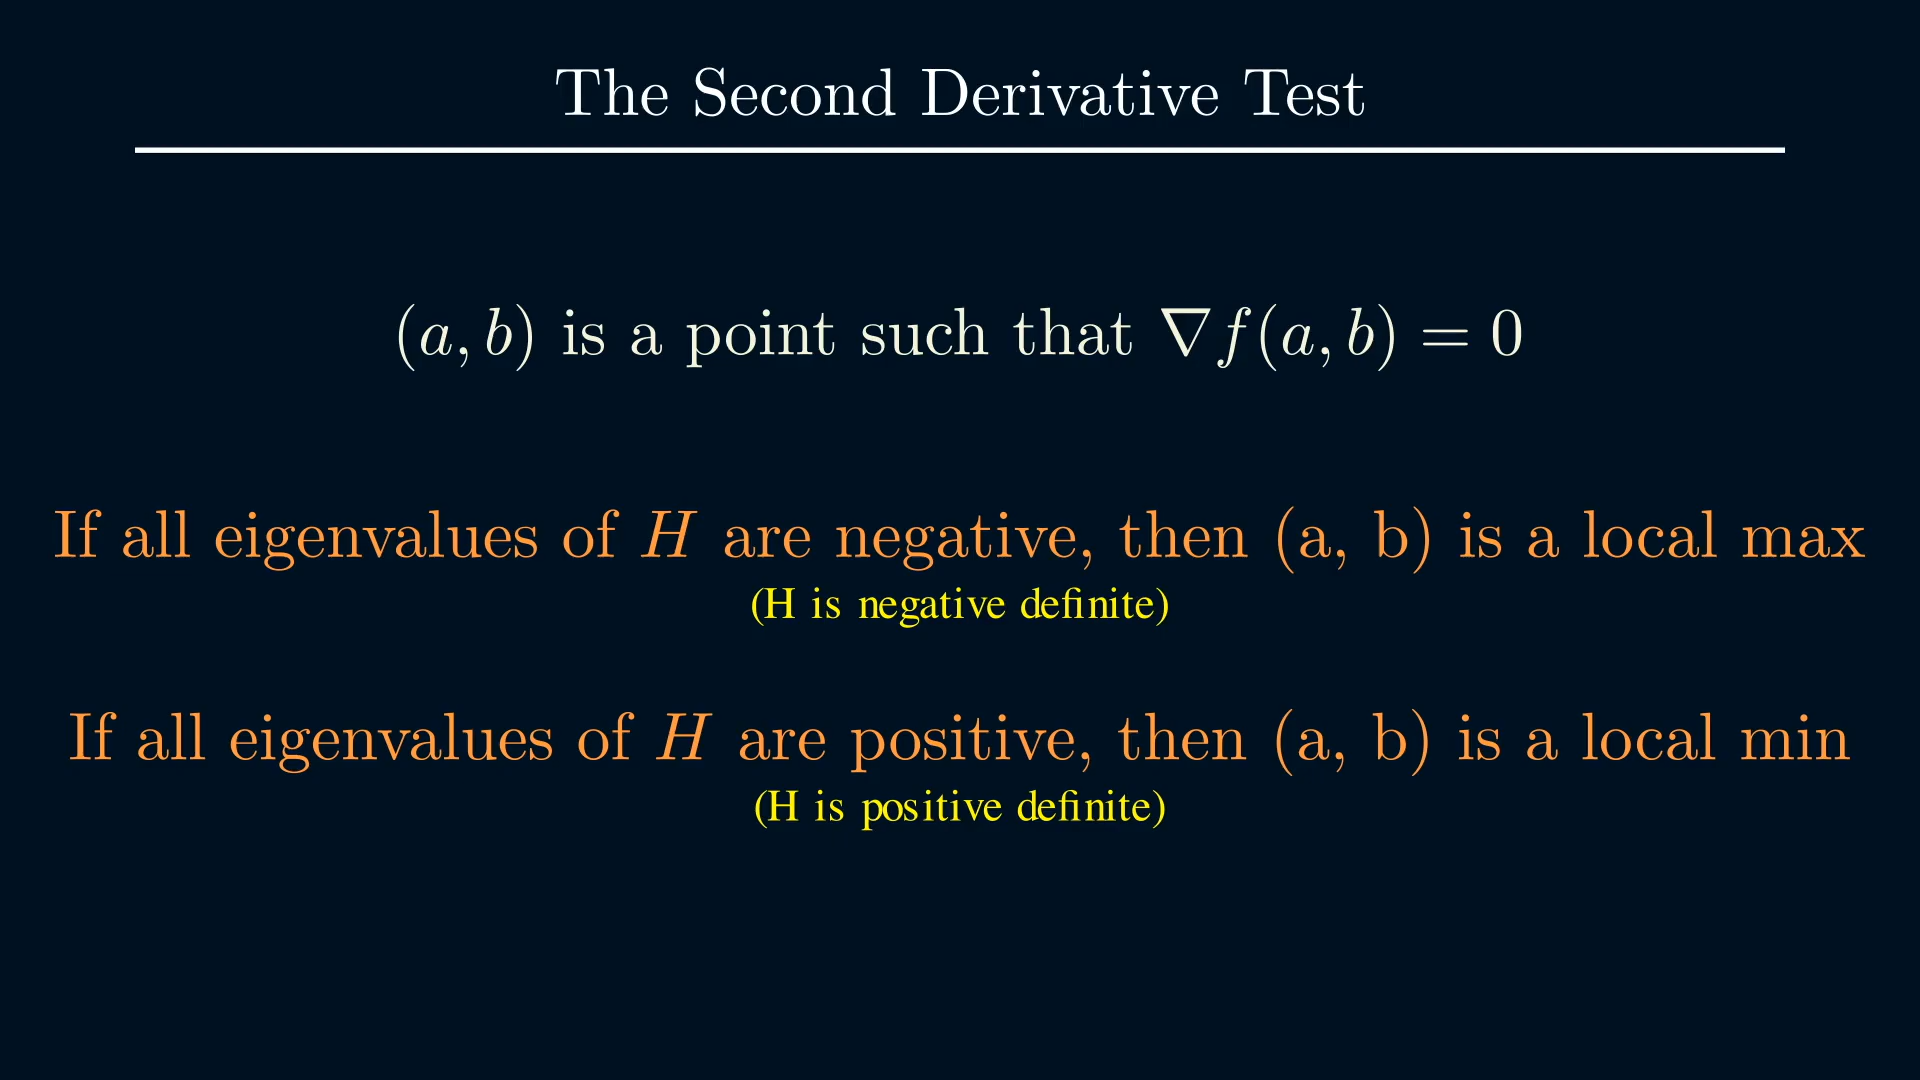 The Second Derivative Test
(a, b) is a point such that ∇f(a, b) = 0
If all eigenvalues of H are negative, then (a, b) is a local max
(H is negative definite)
If all eigenvalues of H are positive, then (a, b) is a local min
(H is positive definite)